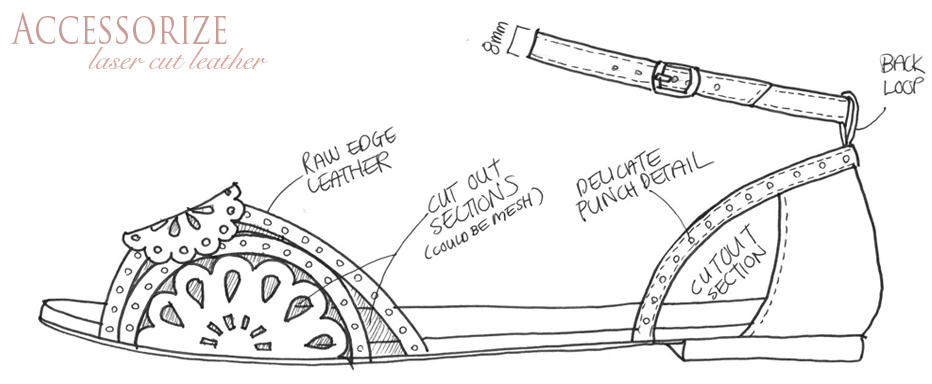 ACCESSORIZE
laser cut leather
8mm
BACK
LOOP
RAW EDGE
LEATHER
CUT OUT
SECTIONS
(COULD BE MESH)
DELICATE
PUNCH DETAIL
CUTOUT
SECTION